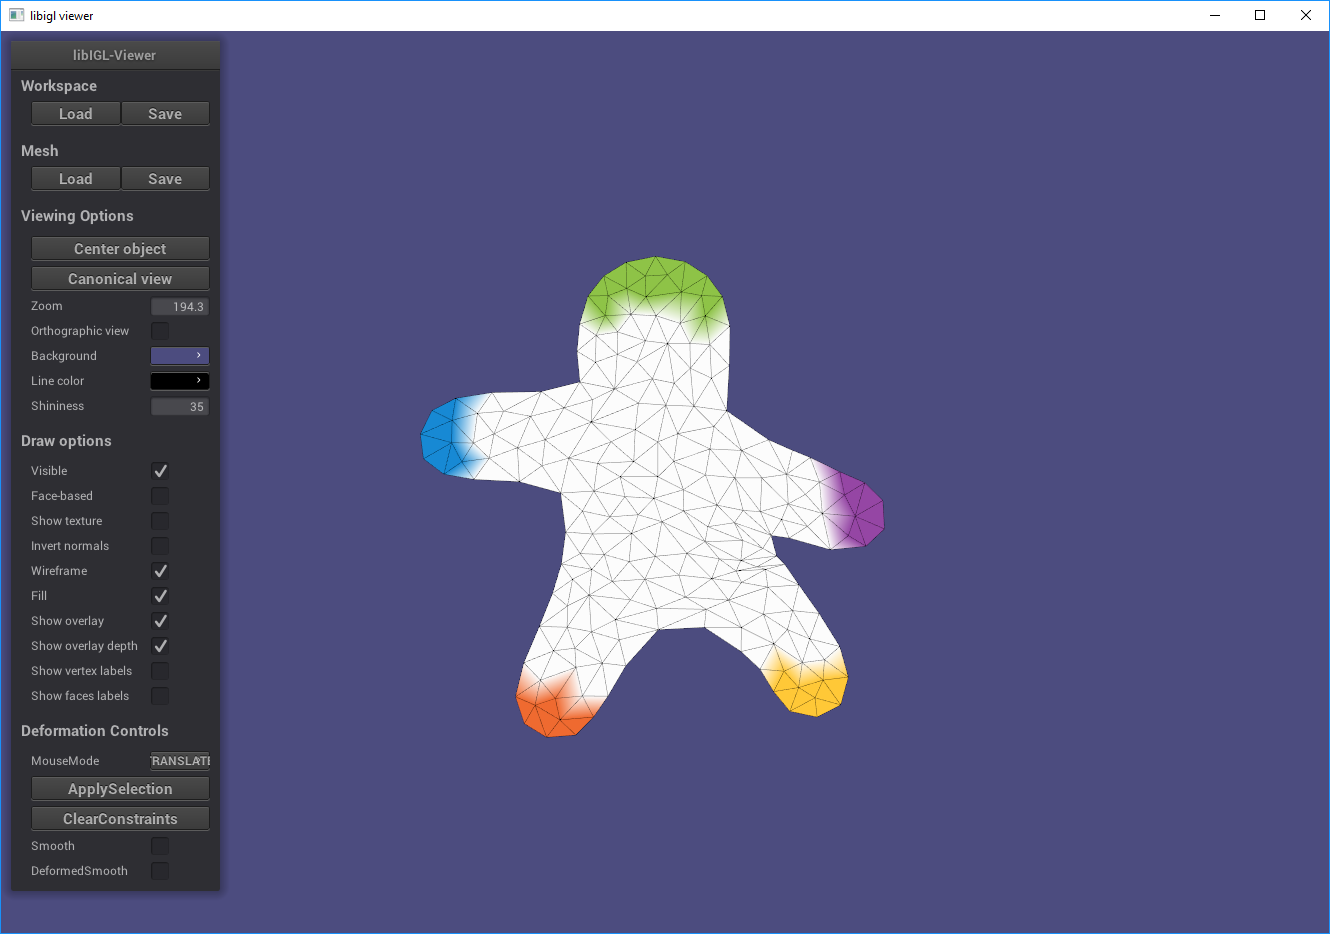 libigl viewer
libIGL-Viewer
Workspace
Load Save
Mesh
Load Save
Viewing Options
Center object
Canonical view
Zoom 194.3
Orthographic view
Background
Line color
Shininess 35
Draw options
Visible
Face-based
Show texture
Invert normals
Wireframe
Fill
Show overlay
Show overlay depth
Show vertex labels
Show faces labels
Deformation Controls
MouseMode TRANSLATE
ApplySelection
ClearConstraints
Smooth
DeformedSmooth